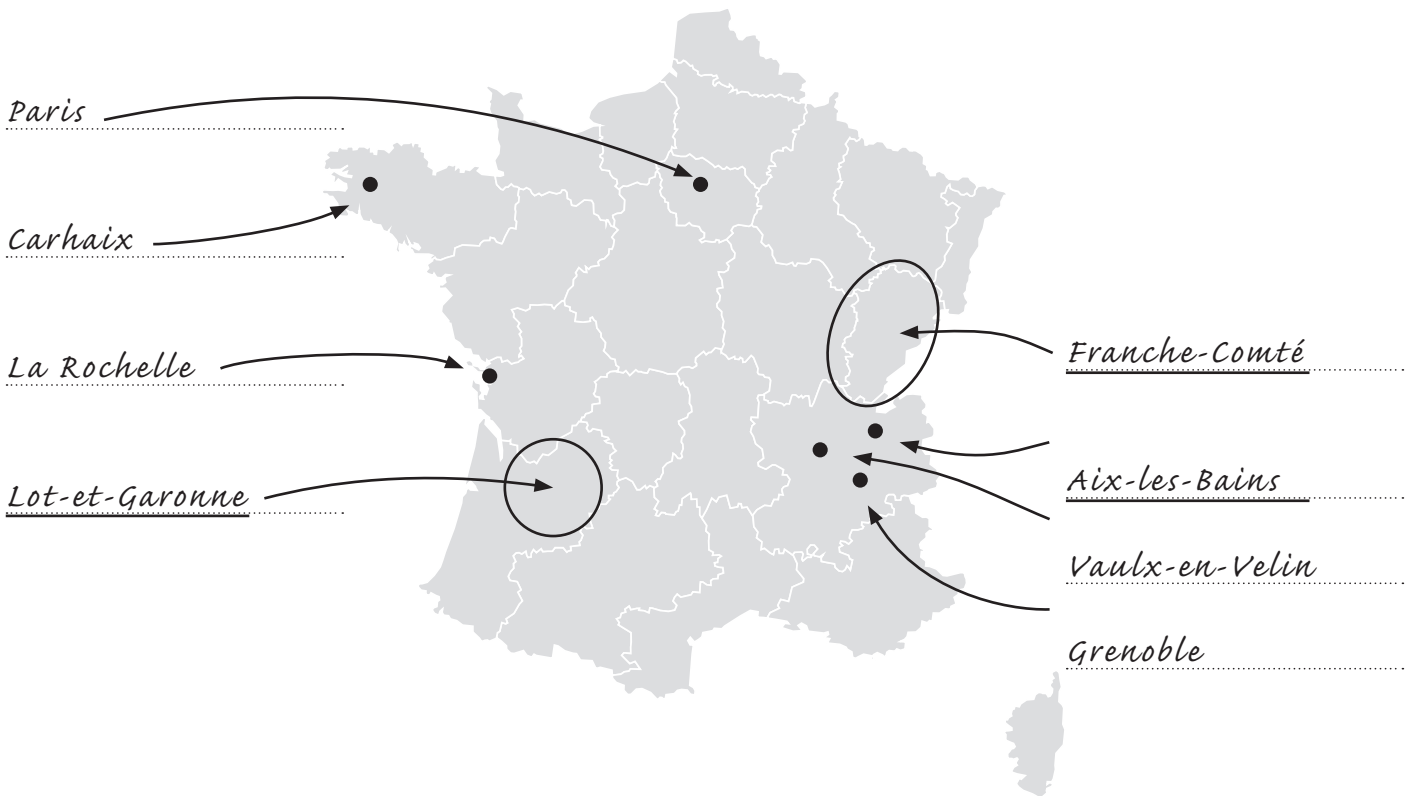 Paris
Carhaix
La Rochelle
Lot-et-Garonne
Franche-Comté
Aix-les-Bains
Vaulx-en-Velin
Grenoble